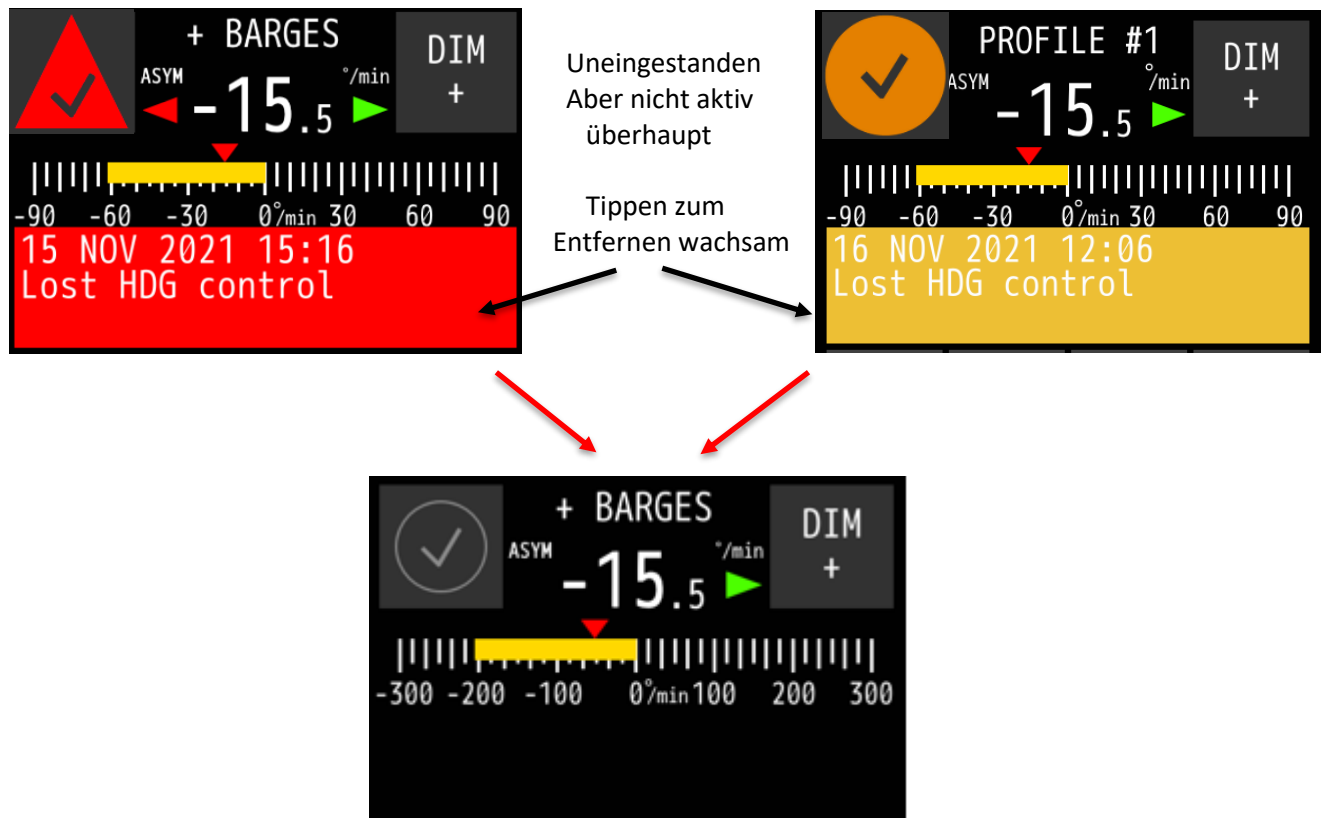 + BARGES
DIM
+
ASYM
-15.5
°/min
-90 -60 -30 0°/min 30 60 90
15 NOV 2021 15:16
Lost HDG control
Uneingestanden
Aber nicht aktiv
überhaupt
Tippen zum
Entfernen wachsam
PROFILE #1
DIM
+
ASYM
-15.5
°/min
-90 -60 -30 0°/min 30 60 90
16 NOV 2021 12:06
Lost HDG control
+ BARGES
DIM
+
ASYM
-15.5
°/min
-300 -200 -100 0°/min 100 200 300